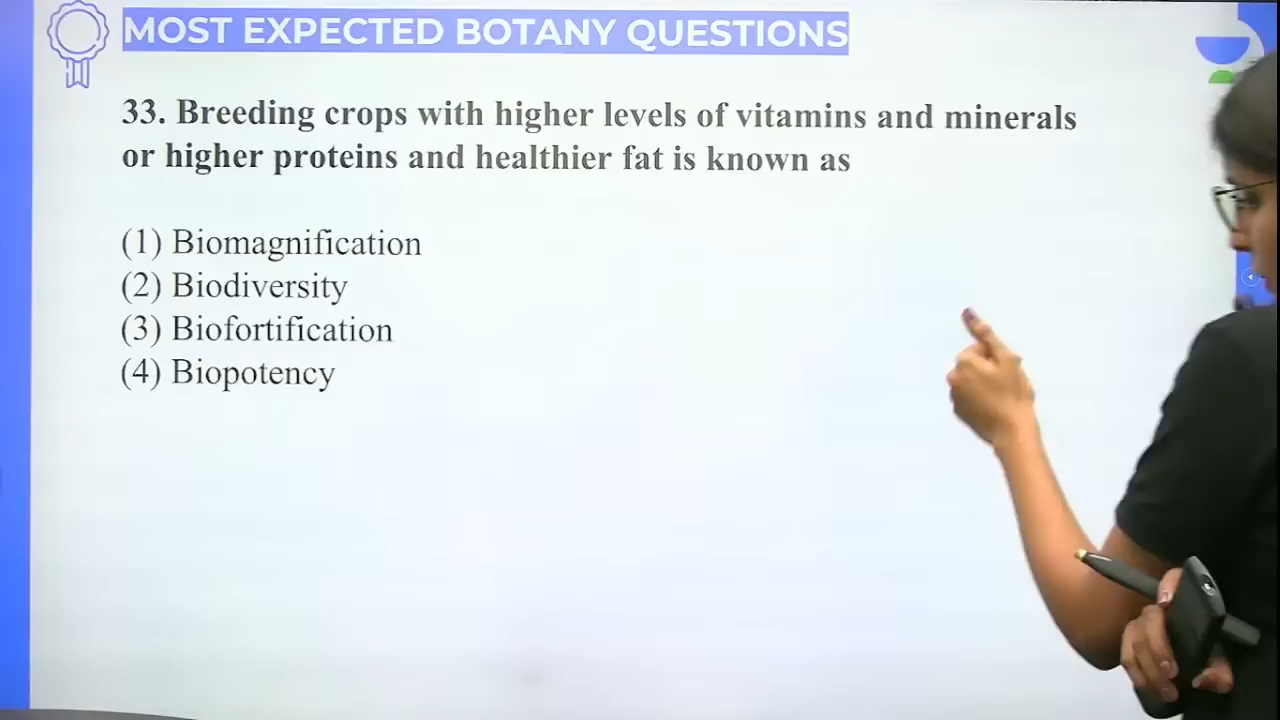 MOST EXPECTED BOTANY QUESTIONS
33. Breeding crops with higher levels of vitamins and minerals
or higher proteins and healthier fat is known as
(1) Biomagnification
(2) Biodiversity
(3) Biofortification
(4) Biopotency